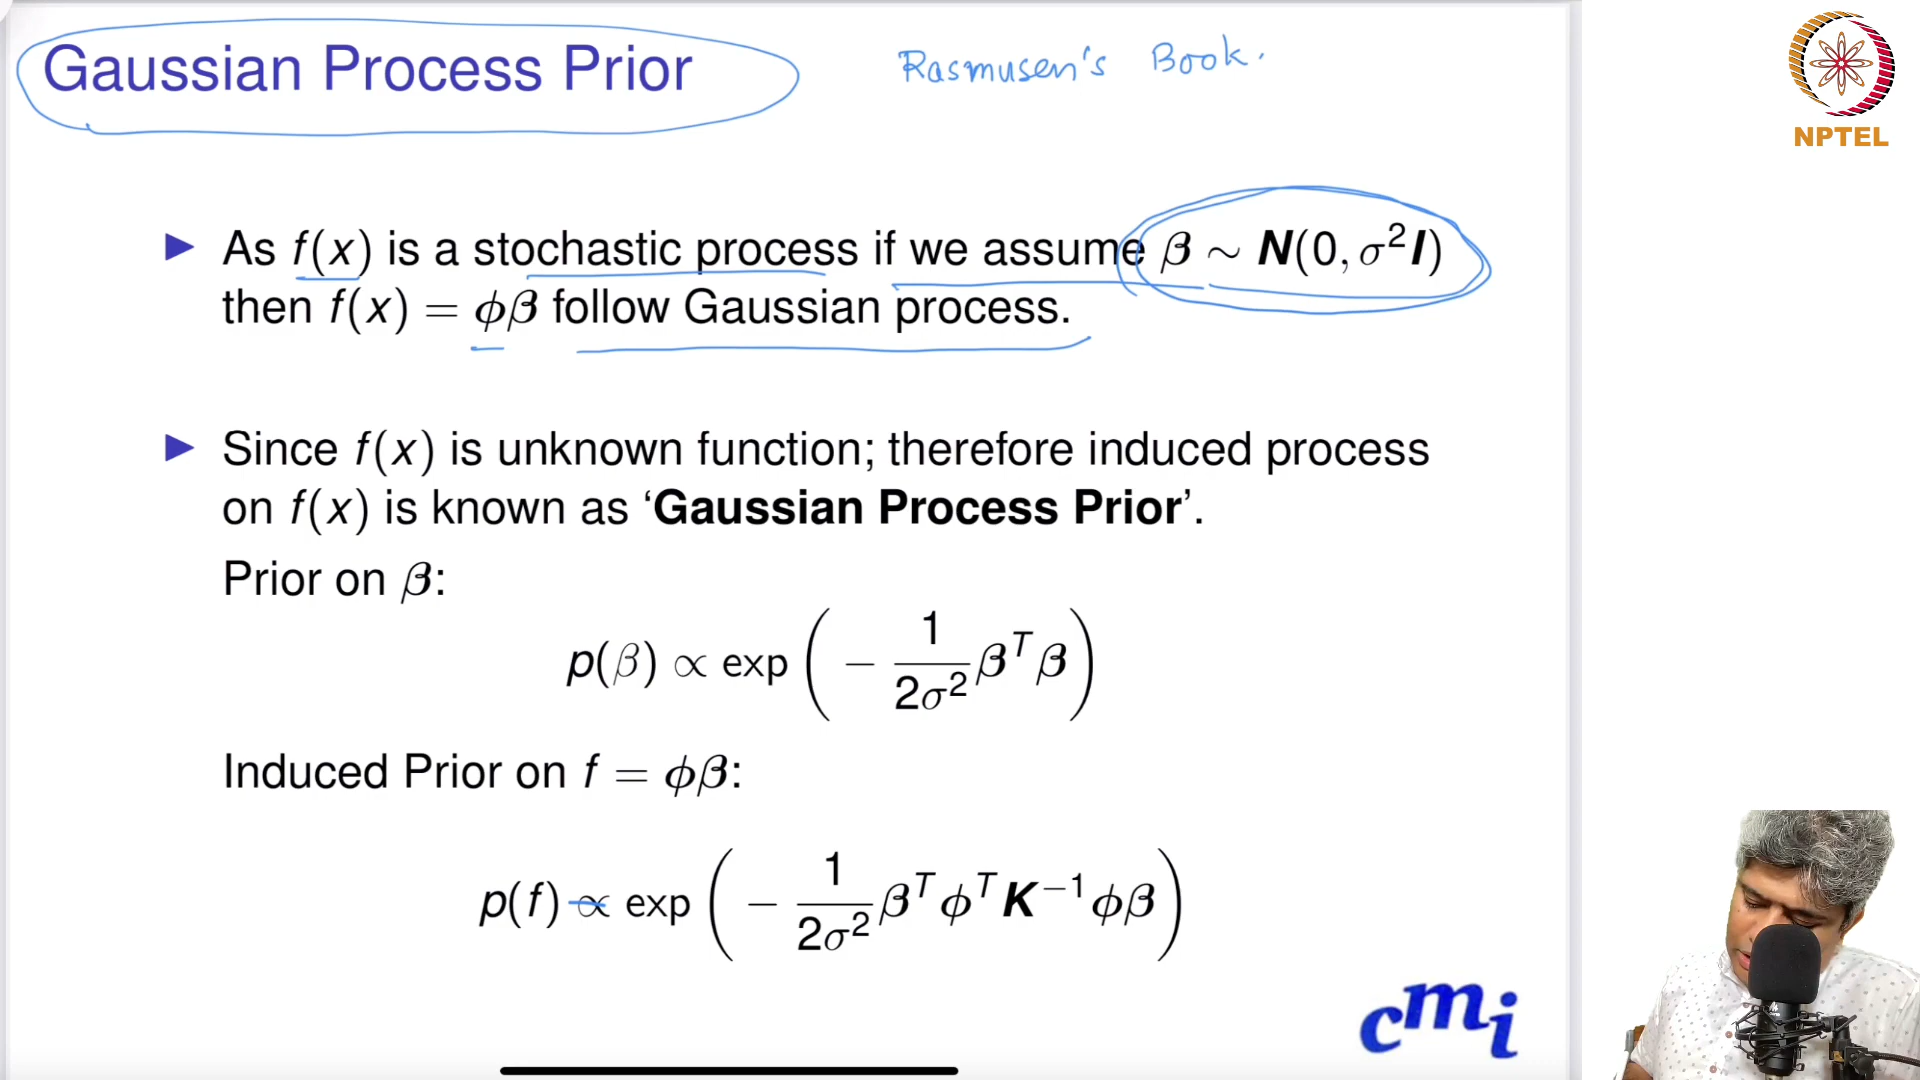 Gaussian Process Prior
Rasmusen's Book.
NPTEL
▶ As f(x) is a stochastic process if we assume β ~ N(0, σ²I)
then f(x) = ϕβ follow Gaussian process.
▶ Since f(x) is unknown function; therefore induced process
on f(x) is known as ‘Gaussian Process Prior’.
Prior on β:
p(β) ∝ exp ( − 1/2σ² βᵀβ )
Induced Prior on f = ϕβ:
p(f) ∝ exp ( − 1/2σ² βᵀϕᵀK⁻¹ϕβ )
cmi